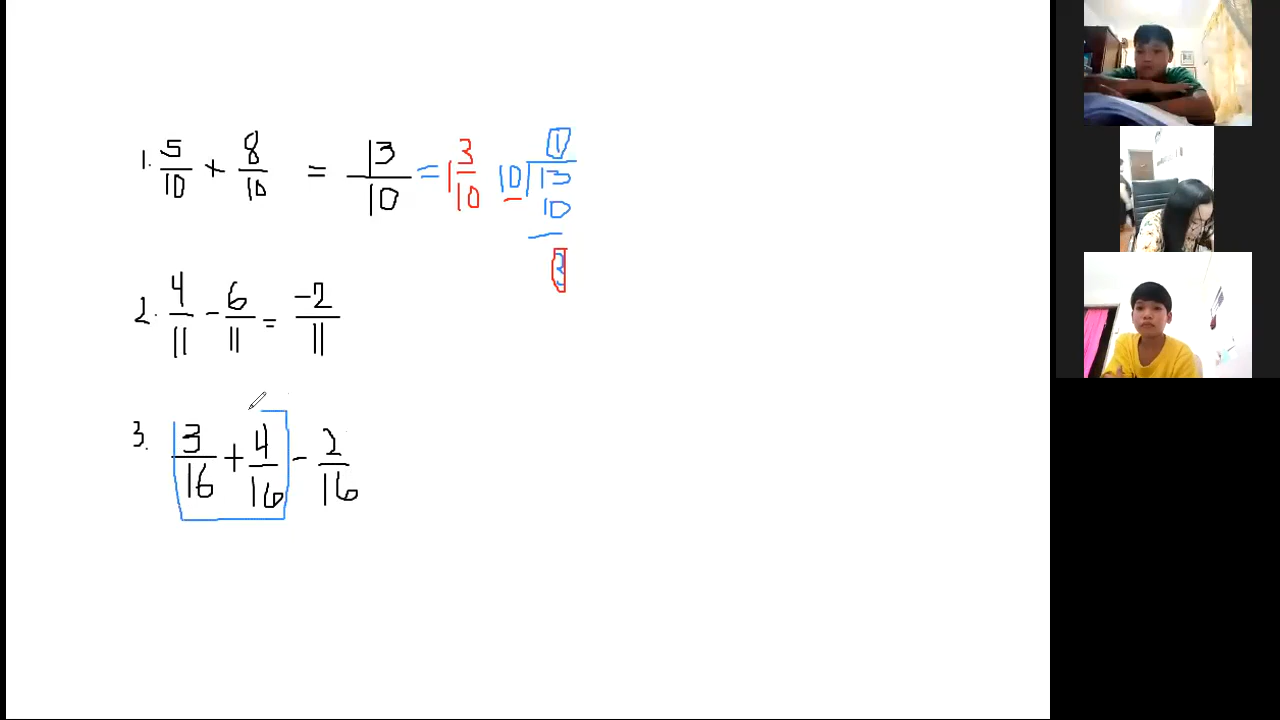 1. 5/10 + 8/10 = 13/10 = 1 3/10
1
10 13
10
3
2. 4/11 - 6/11 = -2/11
3. 3/16 + 4/16 - 2/16